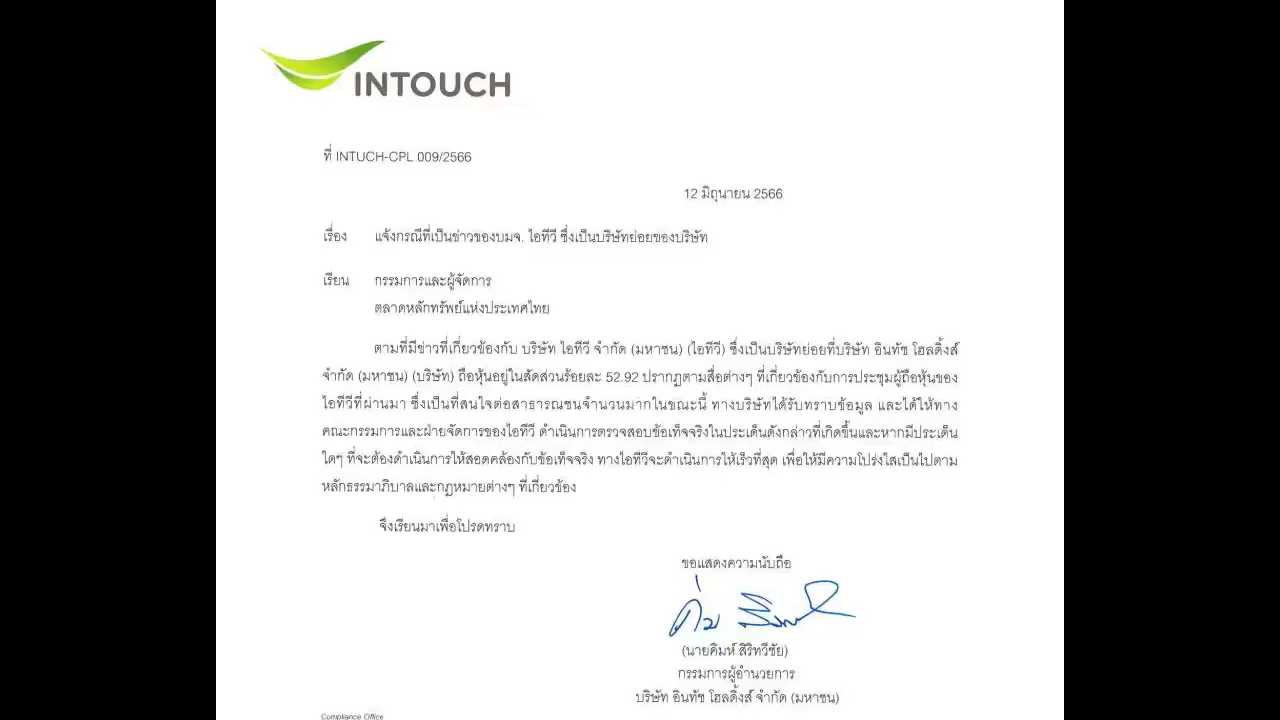 INTOUCH
ที่ INTUCH-CPL 009/2566
12 มิถุนายน 2566
เรื่อง แจ้งกรณีที่เป็นข่าวของบมจ. ไอทีวี ซึ่งเป็นบริษัทย่อยของบริษัท
เรียน กรรมการและผู้จัดการ
ตลาดหลักทรัพย์แห่งประเทศไทย
ตามที่มีข่าวที่เกี่ยวข้องกับ บริษัท ไอทีวี จำกัด (มหาชน) (ไอทีวี) ซึ่งเป็นบริษัทย่อยที่บริษัท อินทัช โฮลดิ้งส์
จำกัด (มหาชน) (บริษัท) ถือหุ้นอยู่ในสัดส่วนร้อยละ 52.92 ปรากฏตามสื่อต่างๆ ที่เกี่ยวข้องกับการประชุมผู้ถือหุ้นของ
ไอทีวีที่ผ่านมา ซึ่งเป็นที่สนใจต่อสาธารณชนจำนวนมากในขณะนี้ ทางบริษัทได้รับทราบข้อมูล และได้ให้ทาง
คณะกรรมการและฝ่ายจัดการของไอทีวี ดำเนินการตรวจสอบข้อเท็จจริงในประเด็นดังกล่าวที่เกิดขึ้นและหากมีประเด็น
ใดๆ ที่จะต้องดำเนินการให้สอดคล้องกับข้อเท็จจริง ทางไอทีวีจะดำเนินการให้เร็วที่สุด เพื่อให้มีความโปร่งใสเป็นไปตาม
หลักธรรมาภิบาลและกฎหมายต่างๆ ที่เกี่ยวข้อง
จึงเรียนมาเพื่อโปรดทราบ
ขอแสดงความนับถือ
(นายคิมห์ สิริทวีชัย)
กรรมการผู้อำนวยการ
บริษัท อินทัช โฮลดิ้งส์ จำกัด (มหาชน)
Compliance Office